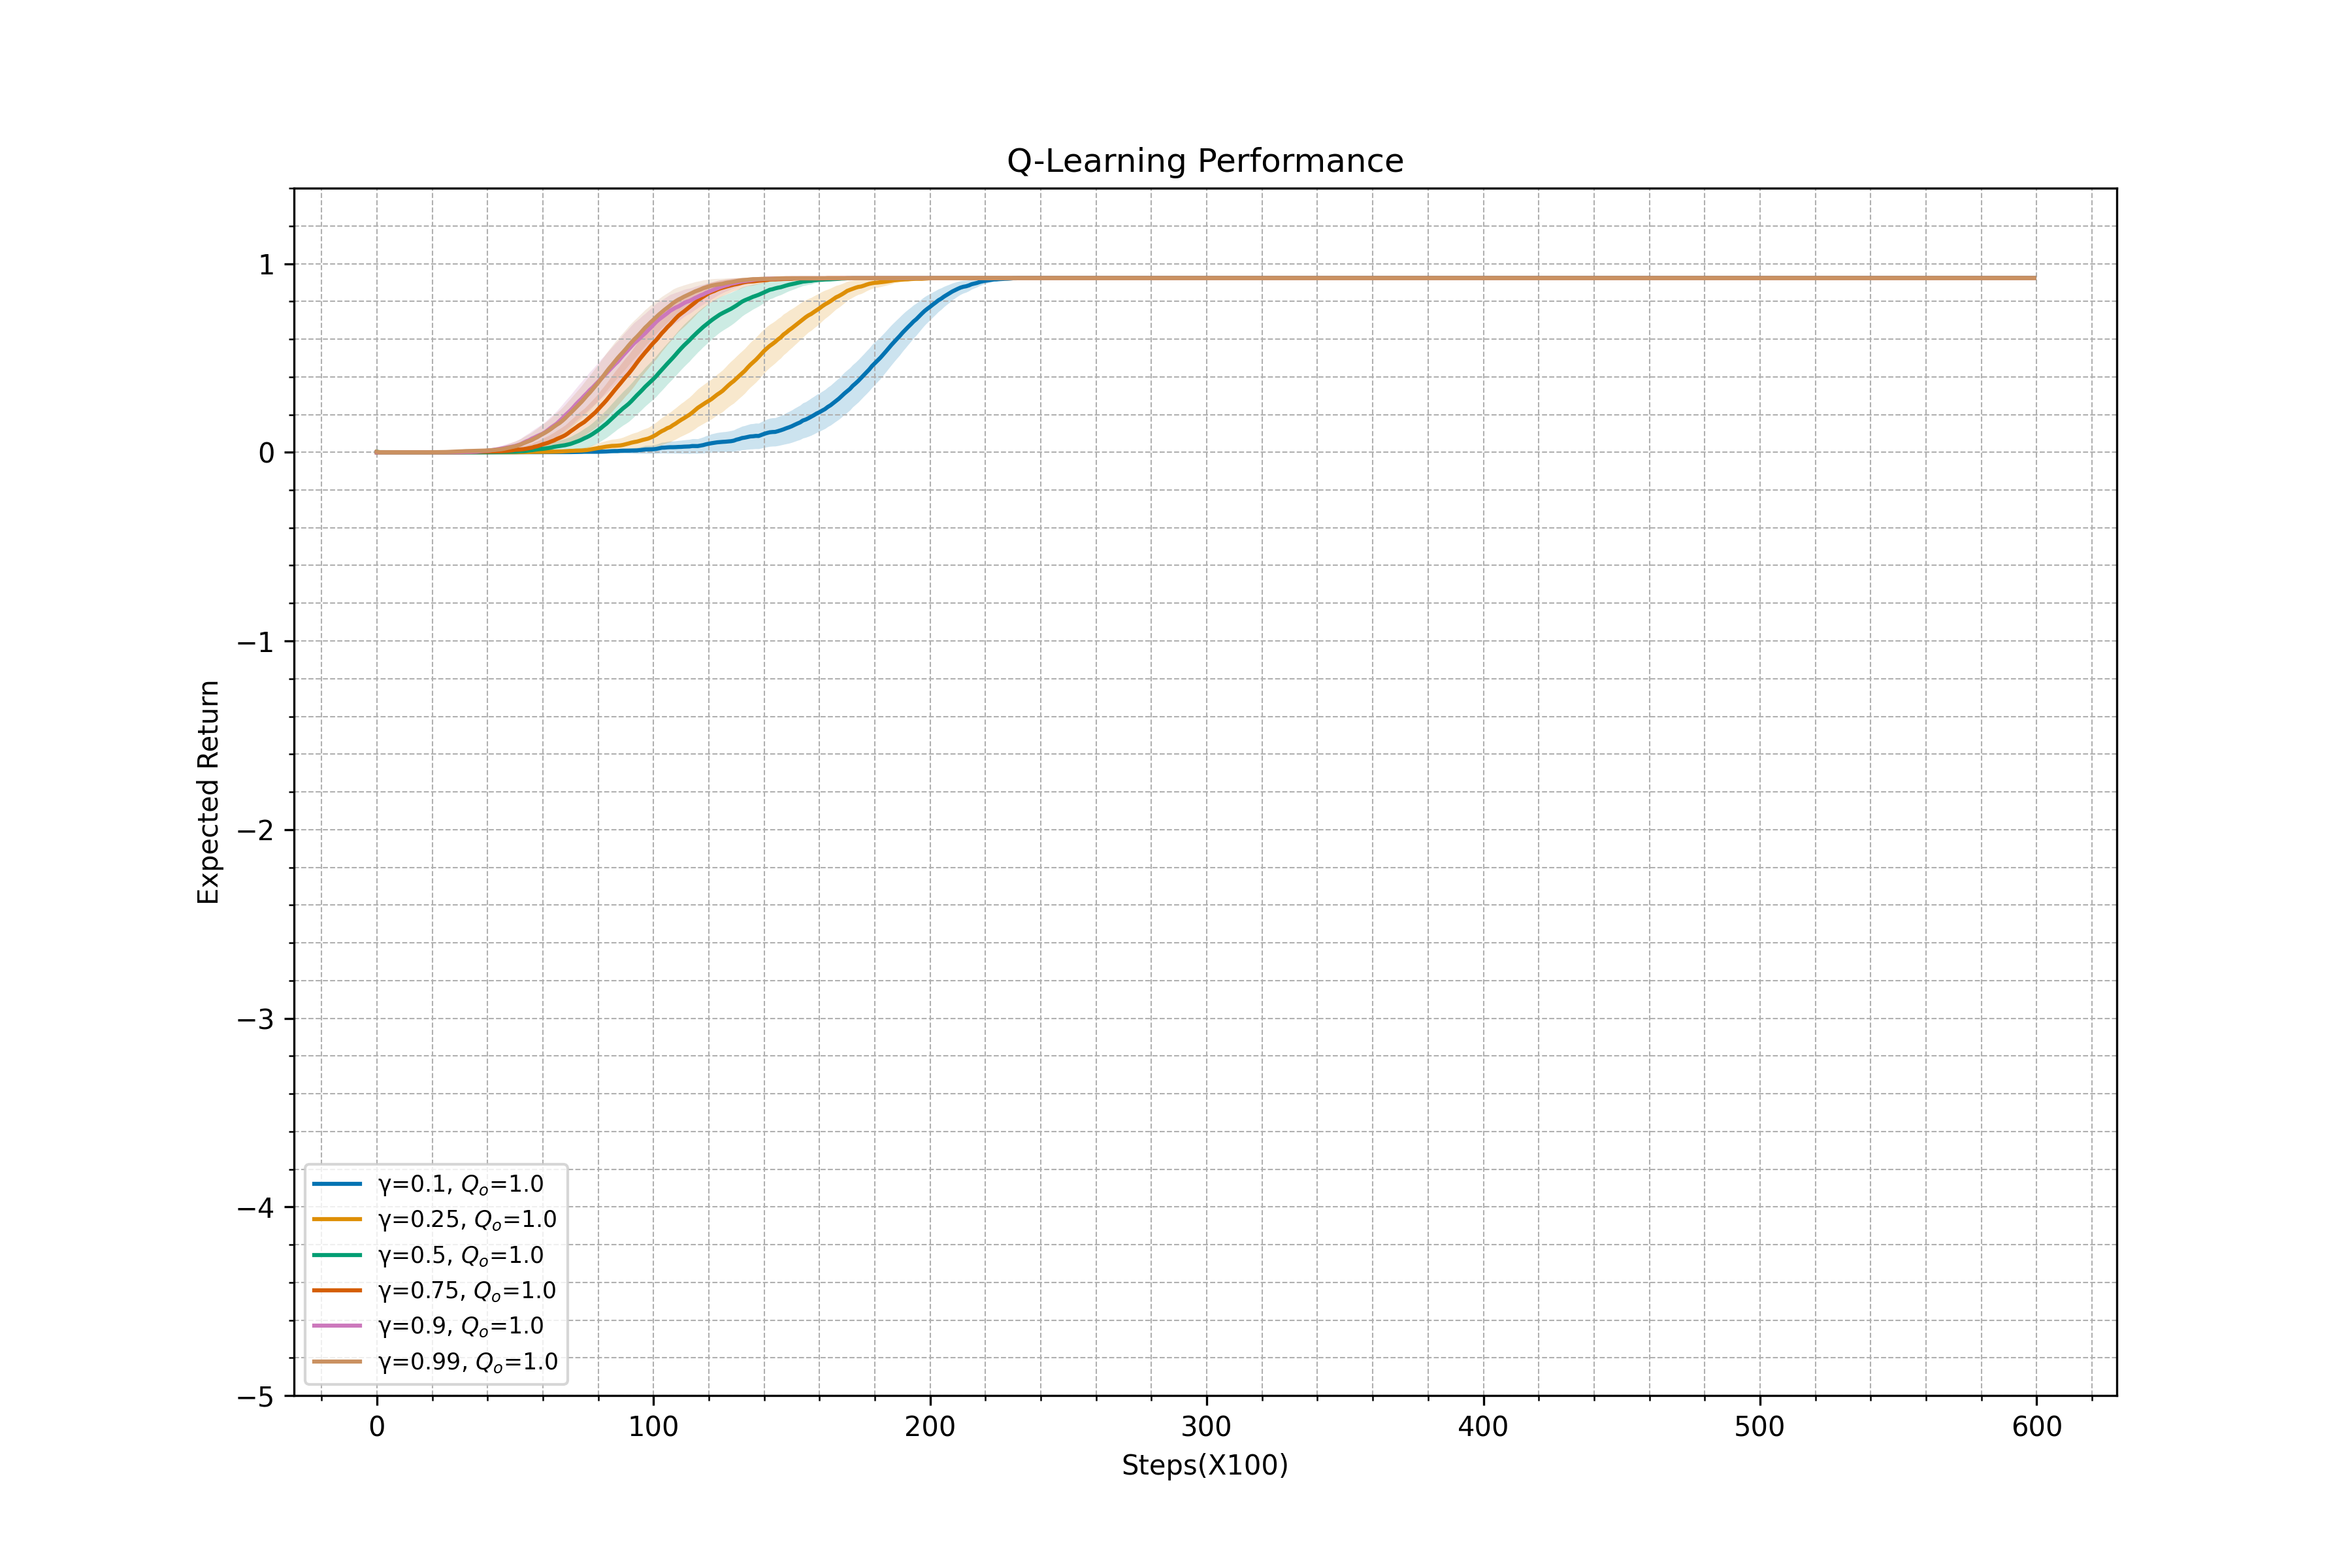 Q-Learning Performance
1
0
−1
−2
−3
−4
−5
Expected Return
γ=0.1, Qo=1.0
γ=0.25, Qo=1.0
γ=0.5, Qo=1.0
γ=0.75, Qo=1.0
γ=0.9, Qo=1.0
γ=0.99, Qo=1.0
0 100 200 300 400 500 600
Steps(X100)